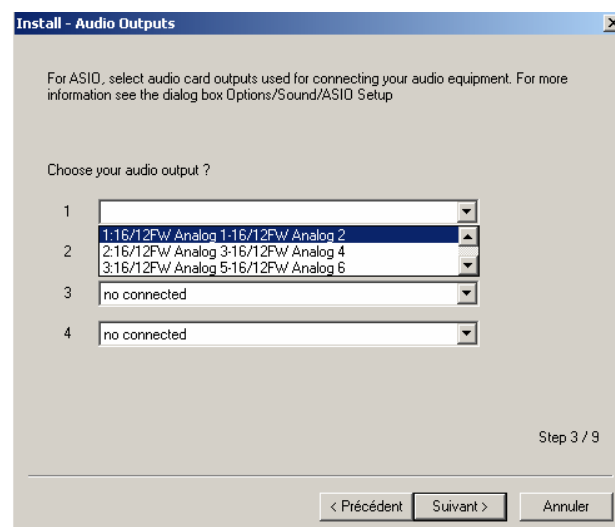 Install - Audio Outputs
For ASIO, select audio card outputs used for connecting your audio equipment. For more
information see the dialog box Options/Sound/ASIO Setup
Choose your audio output ?
1
1:16/12FW Analog 1-16/12FW Analog 2
2
2:16/12FW Analog 3-16/12FW Analog 4
3:16/12FW Analog 5-16/12FW Analog 6
3 no connected
4 no connected
Step 3 / 9
< Précédent Suivant > Annuler